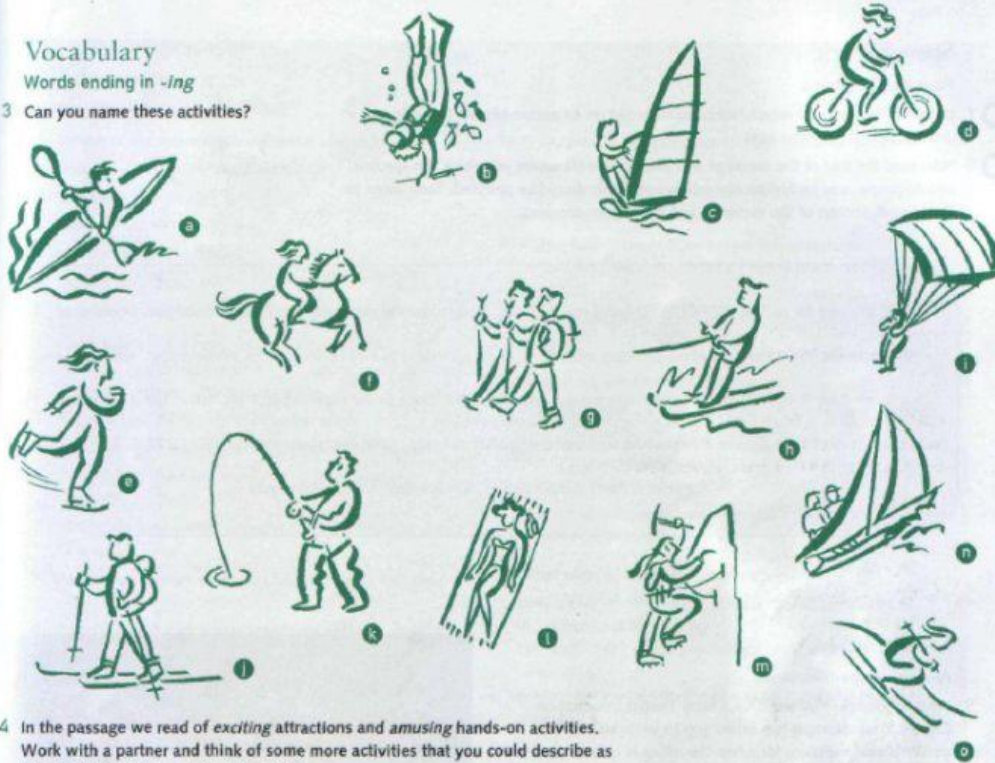 Vocabulary
Words ending in -ing
3 Can you name these activities?
a
b
c
d
e
f
g
h
i
j
k
l
m
n
o
4 In the passage we read of exciting attractions and amusing hands-on activities.
Work with a partner and think of some more activities that you could describe as